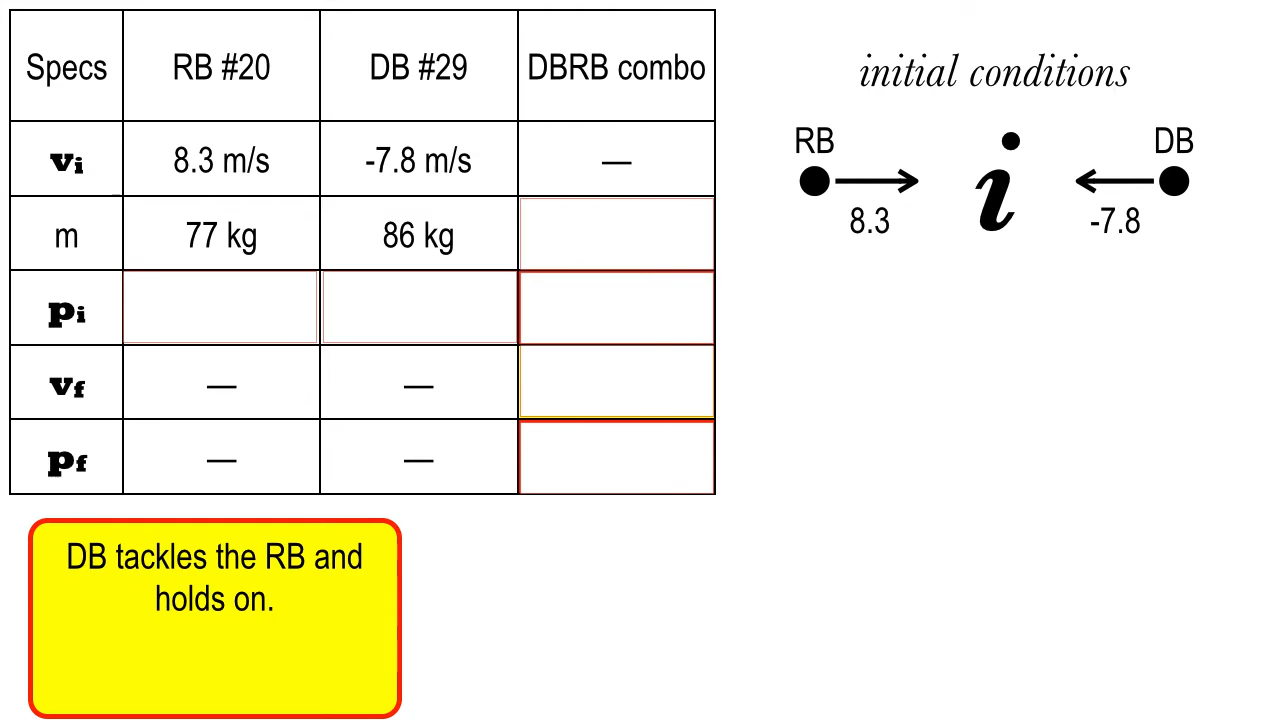 Specs RB #20 DB #29 DBRB combo
vi 8.3 m/s -7.8 m/s —
m 77 kg 86 kg
pi
vf — —
pf — —
DB tackles the RB and
holds on.
initial conditions
RB DB
i
8.3 -7.8